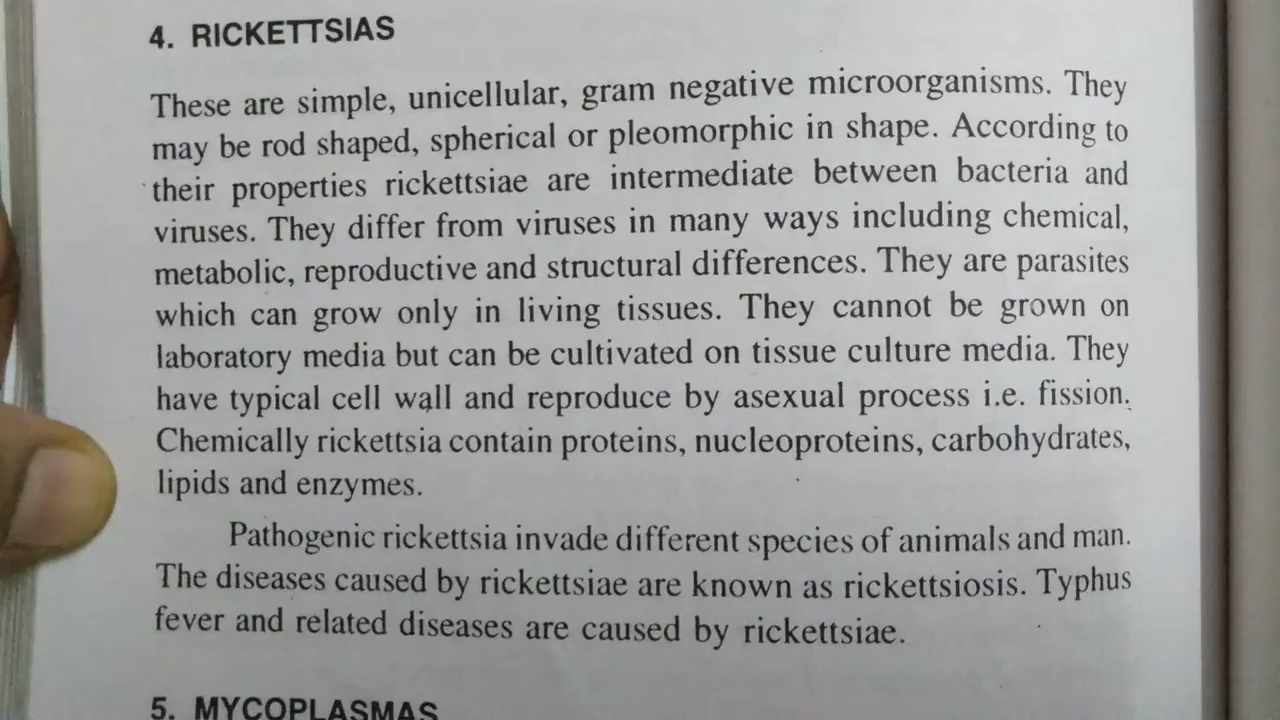 4. RICKETTSIAS
These are simple, unicellular, gram negative microorganisms. They
may be rod shaped, spherical or pleomorphic in shape. According to
their properties rickettsiae are intermediate between bacteria and
viruses. They differ from viruses in many ways including chemical,
metabolic, reproductive and structural differences. They are parasites
which can grow only in living tissues. They cannot be grown on
laboratory media but can be cultivated on tissue culture media. They
have typical cell wall and reproduce by asexual process i.e. fission.
Chemically rickettsia contain proteins, nucleoproteins, carbohydrates,
lipids and enzymes.
Pathogenic rickettsia invade different species of animals and man.
The diseases caused by rickettsiae are known as rickettsiosis. Typhus
fever and related diseases are caused by rickettsiae.
5. MYCOPLASMAS